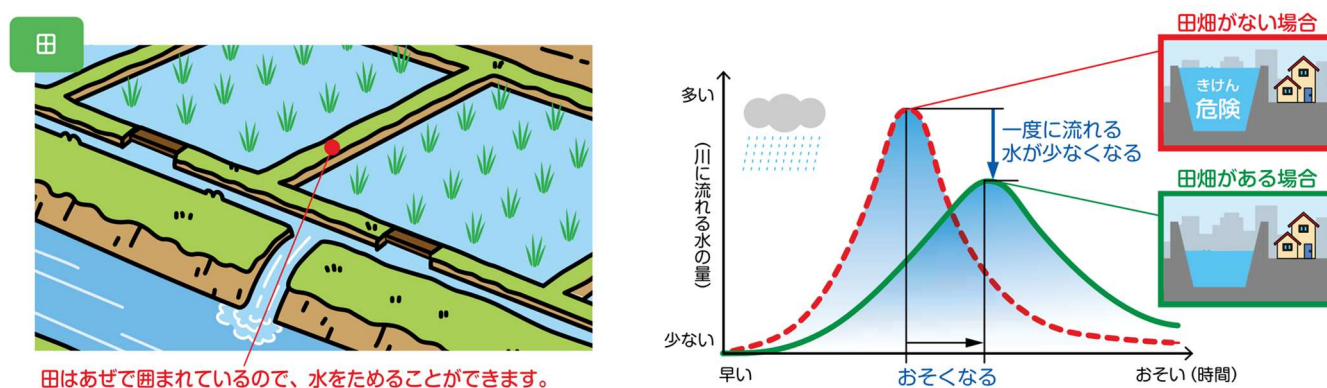 田
田はあぜで囲まれているので、水をためることができます。
多い
（川に流れる水の量）
少ない
早い
おそくなる
おそい（時間）
一度に流れる
水が少なくなる
田畑がない場合
きけん
危険
田畑がある場合